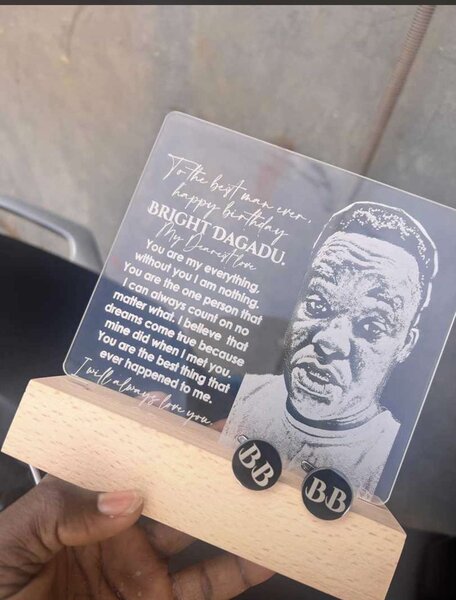 To the best man ever,
happy birthday
BRIGHT DAGADU.
My Dearest love
You are my everything,
without you I am nothing.
You are the one person that
I can always count on no
matter what. I believe that
dreams come true because
mine did when I met you.
You are the best thing that
ever happened to me.
I will always love you.
BB
BB